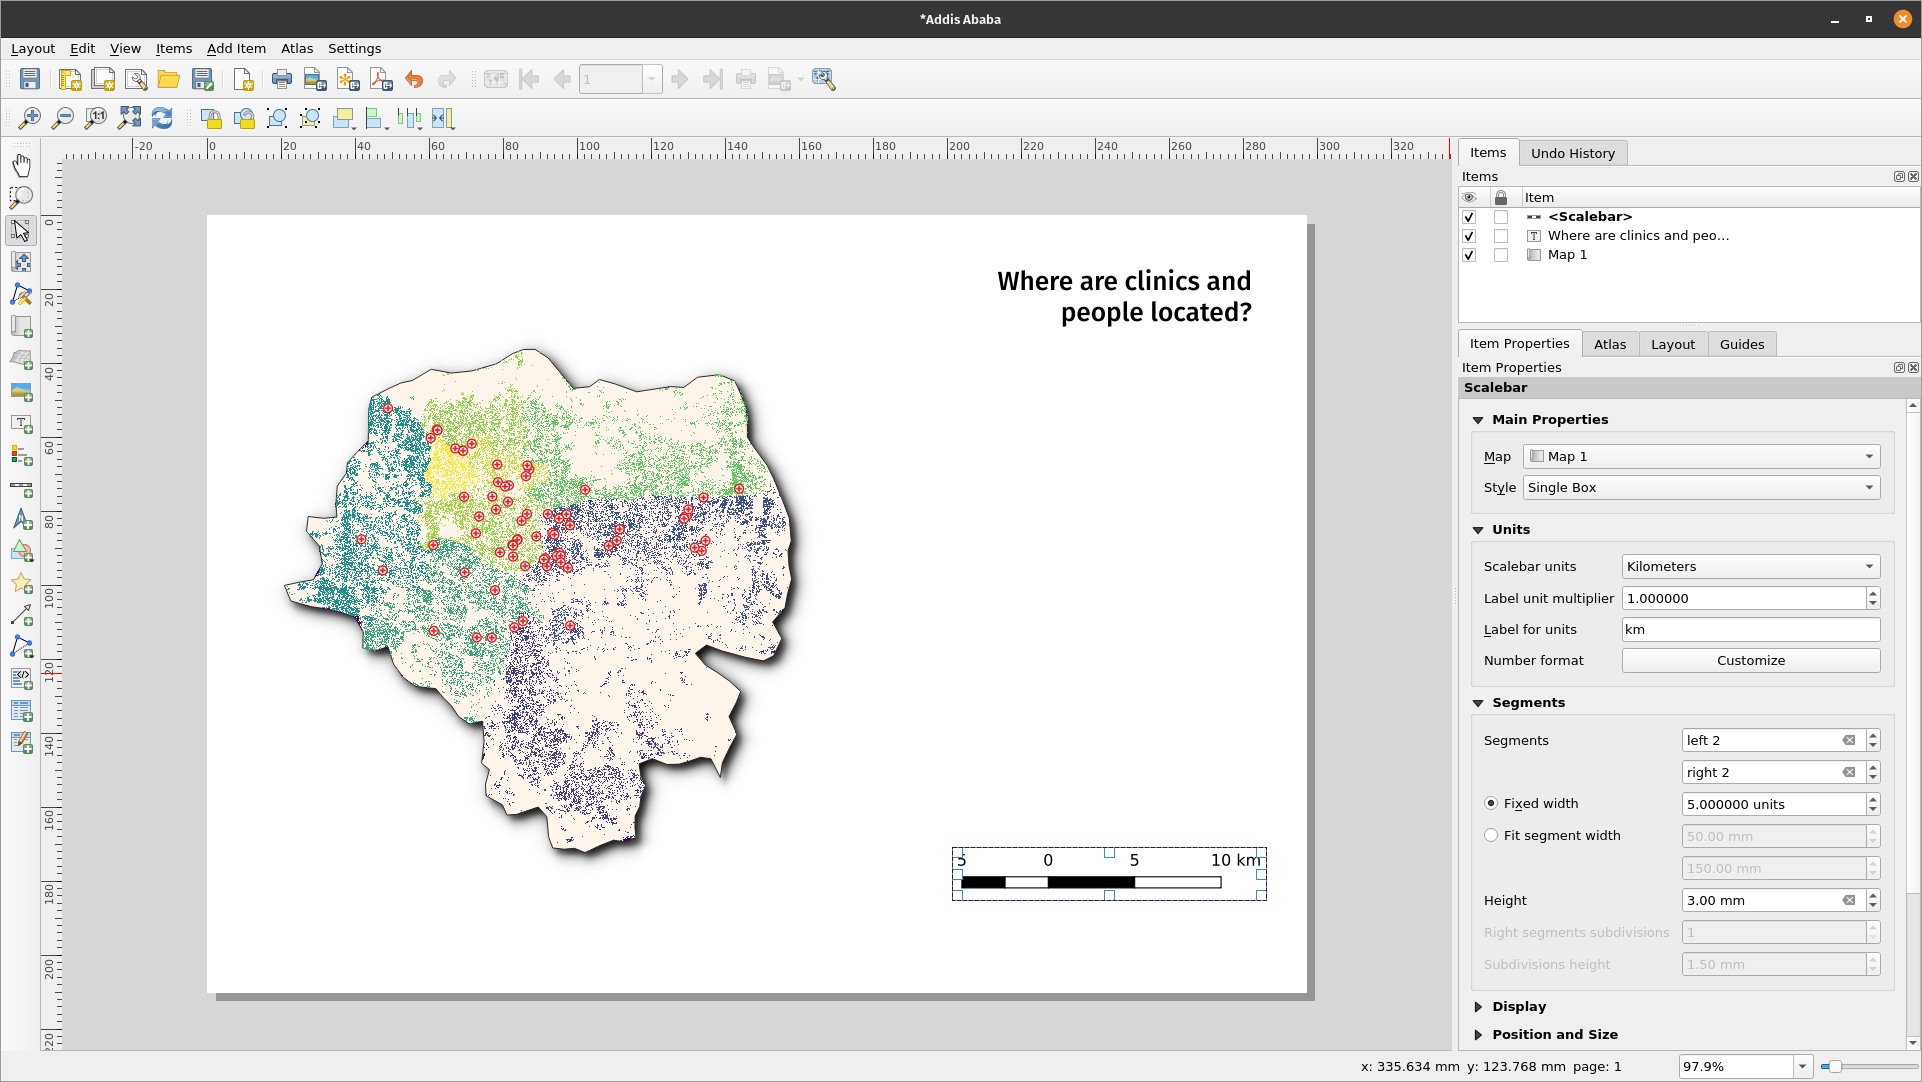 *Addis Ababa
Layout Edit View Items Add Item Atlas Settings
1
1:1
-20 0 20 40 60 80 100 120 140 160 180 200 220 240 260 280 300 320
0
20
40
60
80
100
120
140
160
180
200
220
Where are clinics and
people located?
5 0 5 10 km
Items Undo History
Items
Item
<Scalebar>
Where are clinics and peo...
Map 1
Item Properties Atlas Layout Guides
Item Properties
Scalebar
Main Properties
Map Map 1
Style Single Box
Units
Scalebar units Kilometers
Label unit multiplier 1.000000
Label for units km
Number format Customize
Segments
Segments left 2
right 2
Fixed width 5.000000 units
Fit segment width 50.00 mm
150.00 mm
Height 3.00 mm
Right segments subdivisions 1
Subdivisions height 1.50 mm
Display
Position and Size
x: 335.634 mm y: 123.768 mm page: 1 97.9%